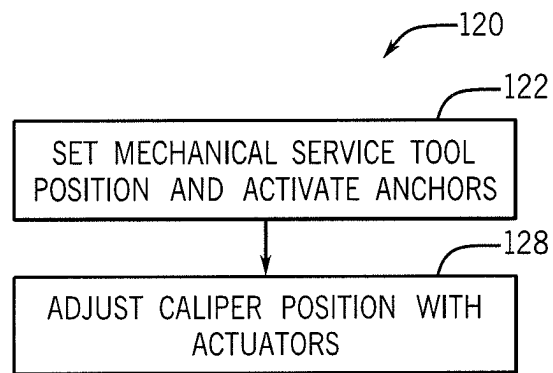 120
122
SET MECHANICAL SERVICE TOOL
POSITION AND ACTIVATE ANCHORS
128
ADJUST CALIPER POSITION WITH
ACTUATORS